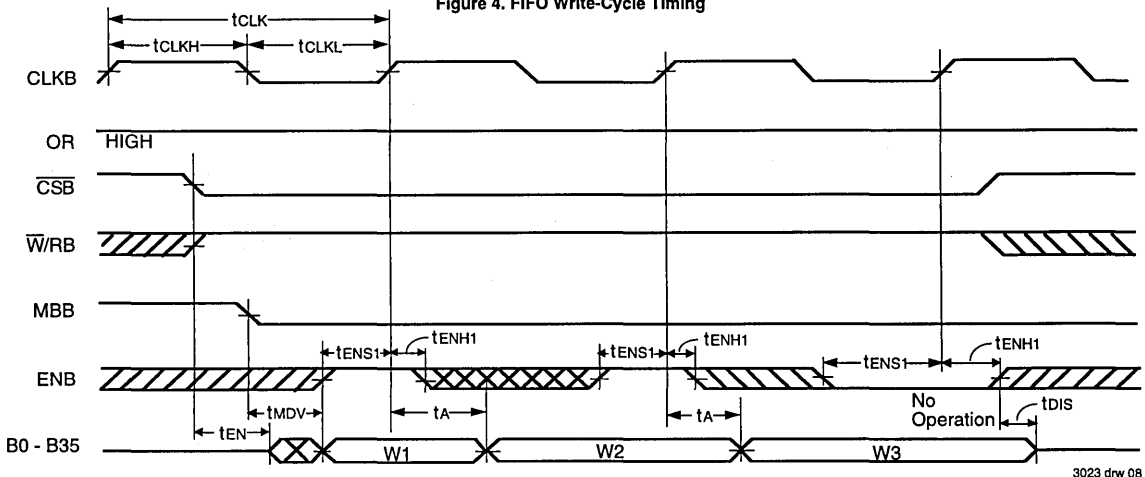 Figure 4. FIFO Write-Cycle Timing
tCLK
tCLKH
tCLKL
CLKB
OR HIGH
CSB
W/RB
MBB
tENS1 tENH1 tENS1 tENH1 tENS1 tENH1
ENB
tMDV tA tA No Operation tDIS
tEN
B0 - B35 W1 W2 W3
3023 drw 08